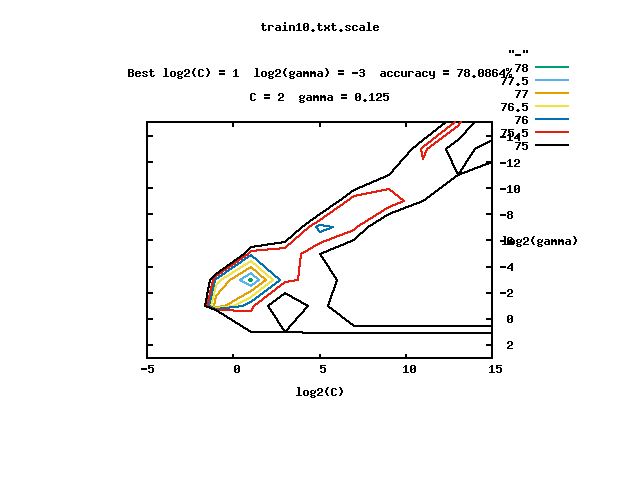 train10.txt.scale
"-"
Best log2(C) = 1  log2(gamma) = -3  accuracy = 78.0864%
78
77.5
77
76.5
76
75.5
75
C = 2  gamma = 0.125
-14
-12
-10
-8
-6
log2(gamma)
-4
-2
0
2
-5 0 5 10 15
log2(C)